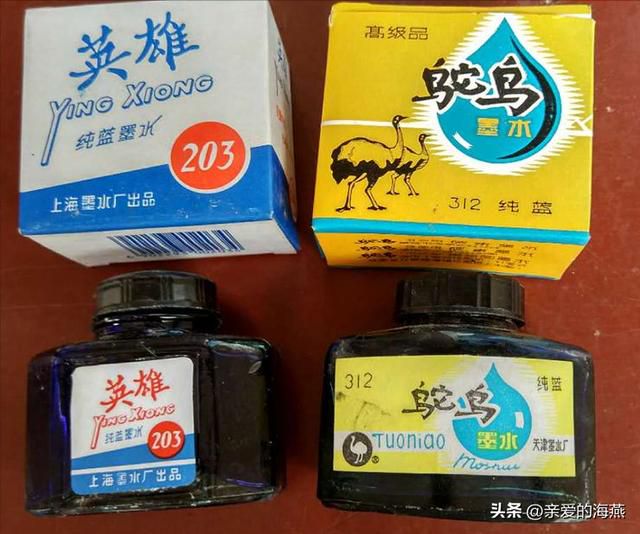 英雄
YING XIONG
纯蓝墨水
203
上海墨水厂出品
高級品
鸵鸟
墨水
312 纯蓝
英雄
YING XIONG
纯蓝墨水
203
上海墨水厂出品
312
纯蓝
鸵鸟
TUONIAO
墨水
天津墨水厂
®
Moshui
头条 @亲爱的海燕